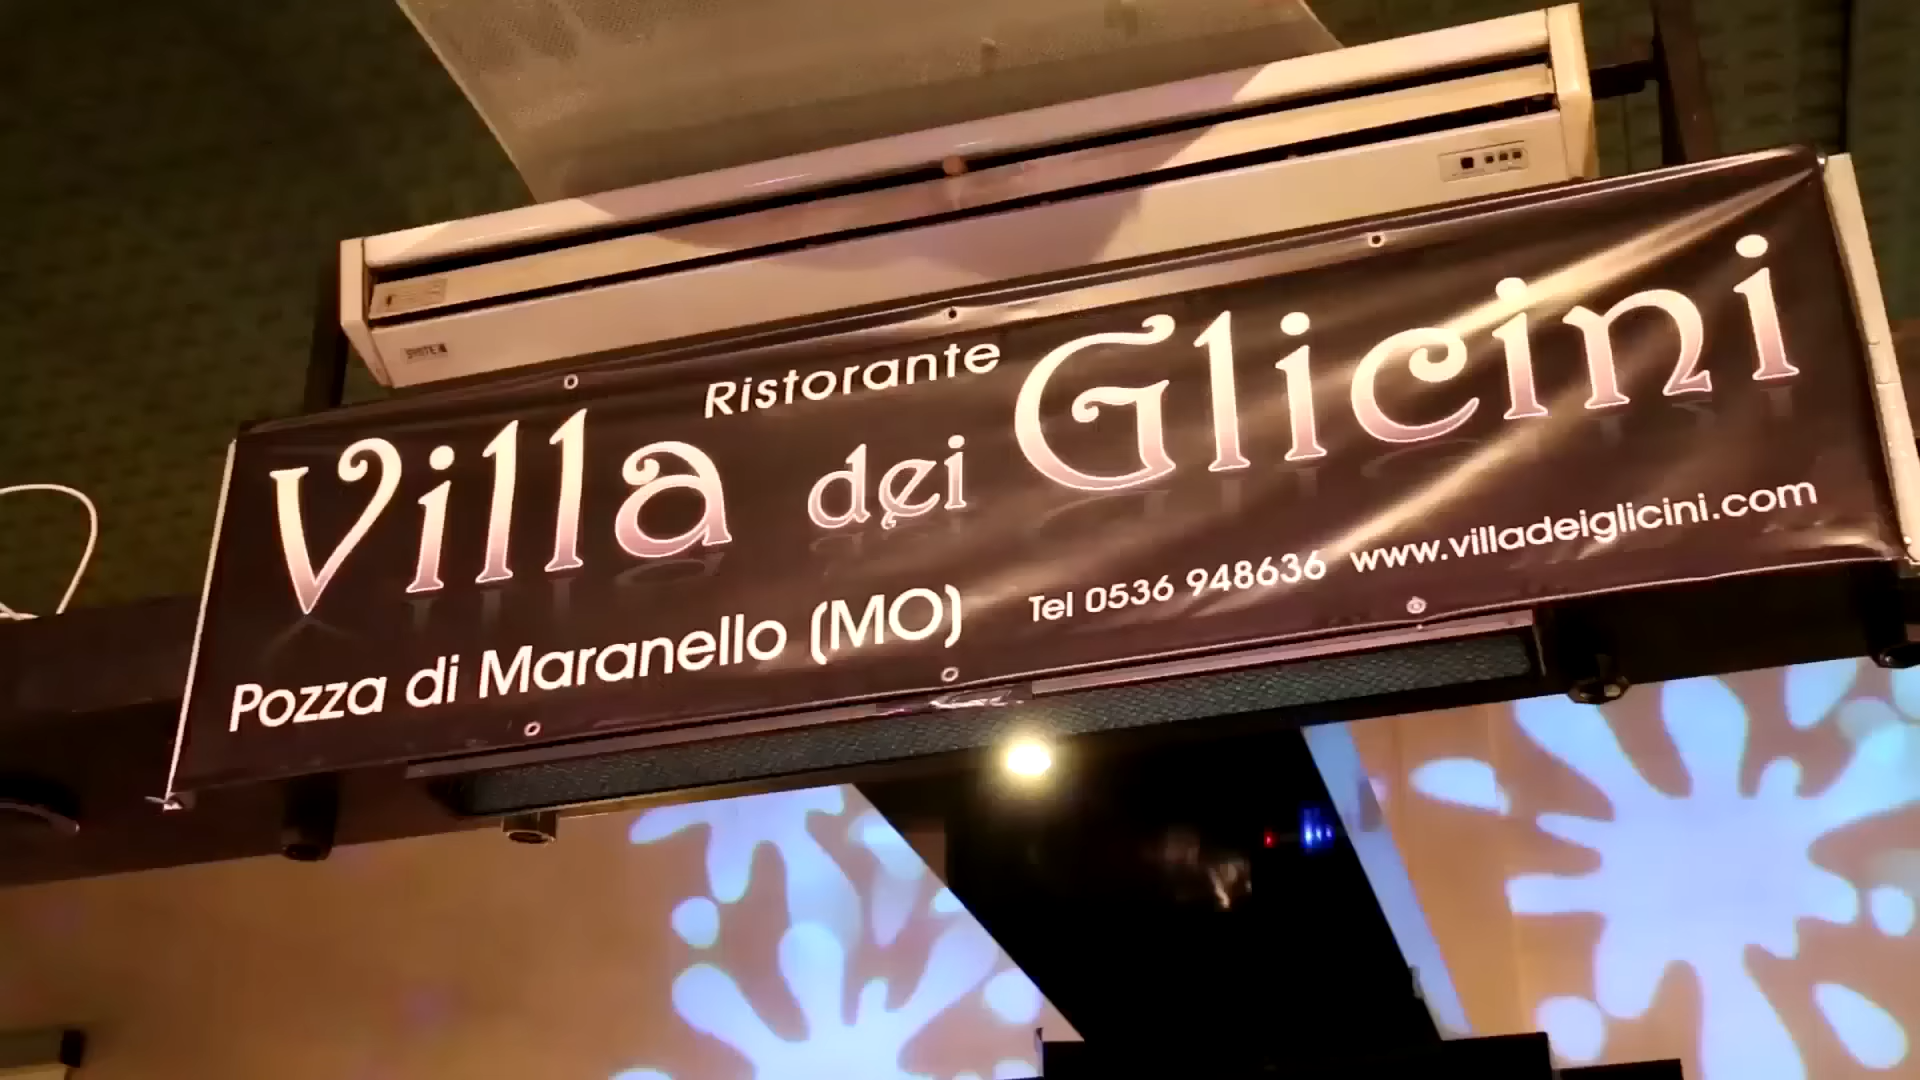 Ristorante
Villa dei Glicini
Pozza di Maranello (MO) Tel 0536 948636 www.villadeiglicini.com